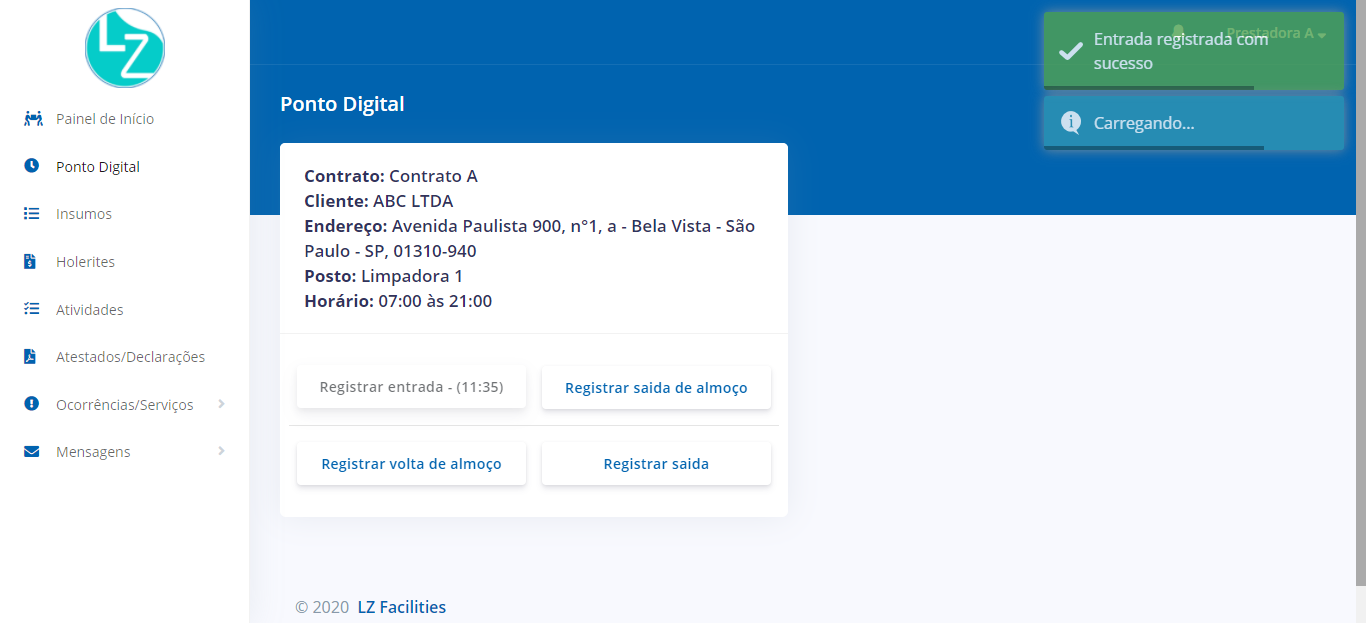 LZ
Painel de Início
Ponto Digital
Insumos
Holerites
Atividades
Atestados/Declarações
Ocorrências/Serviços
Mensagens
Prestadora A
Entrada registrada com
sucesso
Carregando...
Ponto Digital
Contrato: Contrato A
Cliente: ABC LTDA
Endereço: Avenida Paulista 900, n°1, a - Bela Vista - São
Paulo - SP, 01310-940
Posto: Limpadora 1
Horário: 07:00 às 21:00
Registrar entrada - (11:35)
Registrar saida de almoço
Registrar volta de almoço
Registrar saida
© 2020 LZ Facilities